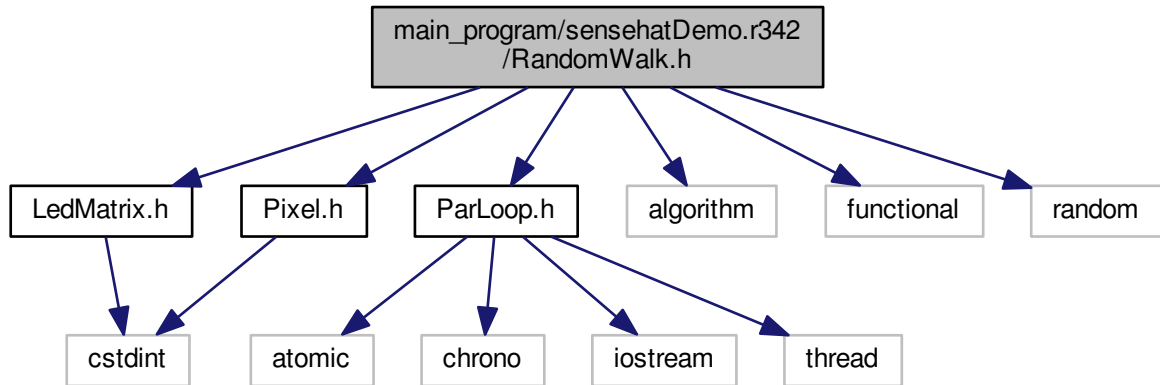 main_program/sensehatDemo.r342
/RandomWalk.h
LedMatrix.h
Pixel.h
ParLoop.h
algorithm
functional
random
cstdint
atomic
chrono
iostream
thread